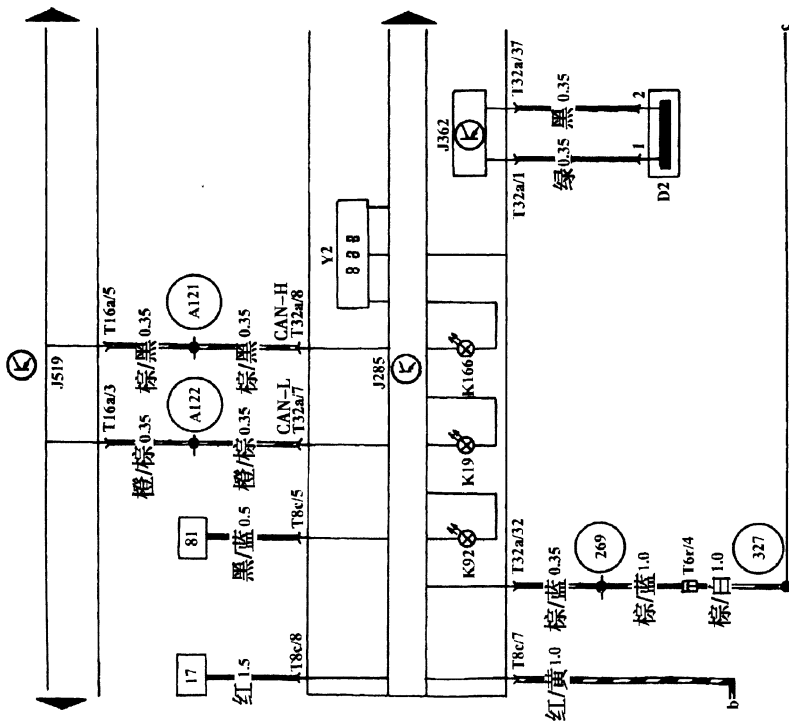 J519
T16a/3
橙/棕 0.35
A122
橙/棕 0.35
CAN-L
T32a/7
T16a/5
棕/黑 0.35
A121
棕/黑 0.35
CAN-H
T32a/8
17
红 1.5
T8c/8
81
黑/蓝 0.5
T8c/5
J285
Y2
K92
K19
K166
J362
T8c/7
红/黄 1.0
b
T32a/32
棕/蓝 0.35
269
棕/蓝 1.0
T6r/4
棕/白 1.0
327
T32a/1
绿 0.35
1
T32a/37
黑 0.35
2
D2
c